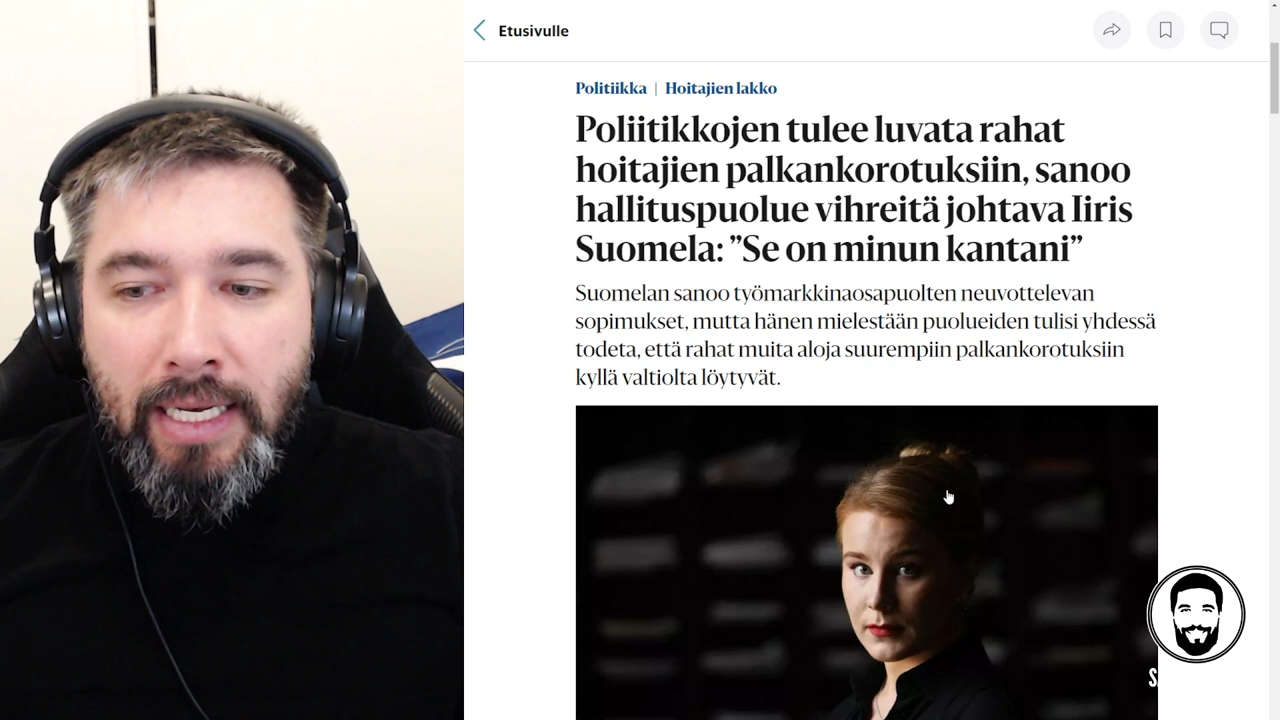 Etusivulle
Politiikka | Hoitajien lakko
Poliitikkojen tulee luvata rahat
hoitajien palkankorotuksiin, sanoo
hallituspuolue vihreitä johtava Iiris
Suomela: ”Se on minun kantani”
Suomelan sanoo työmarkkinaosapuolten neuvottelevan
sopimukset, mutta hänen mielestään puolueiden tulisi yhdessä
todeta, että rahat muita aloja suurempiin palkankorotuksiin
kyllä valtiolta löytyvät.
S